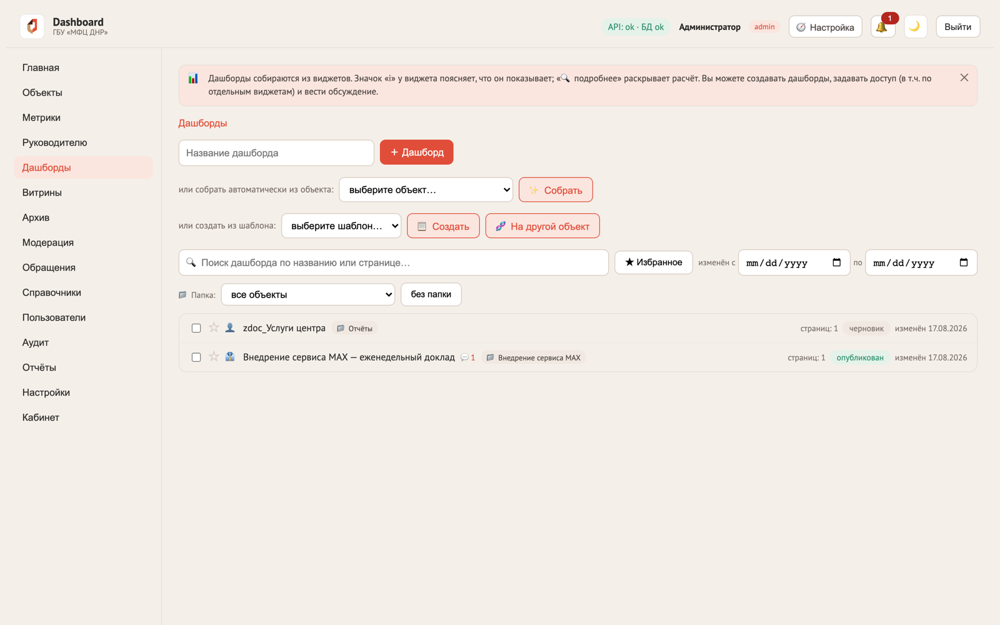 Dashboard
ГБУ «МФЦ ДНР»
API: ok · БД ok
Администратор
admin
Настройка
1
Выйти
Главная
Объекты
Метрики
Руководителю
Дашборды
Витрины
Архив
Модерация
Обращения
Справочники
Пользователи
Аудит
Отчёты
Настройки
Кабинет
Дашборды собираются из виджетов. Значок «i» у виджета поясняет, что он показывает; «🔍 подробнее» раскрывает расчёт. Вы можете создавать дашборды, задавать доступ (в т.ч. по
отдельным виджетам) и вести обсуждение.
Дашборды
Название дашборда
+ Дашборд
или собрать автоматически из объекта:
выберите объект…
Собрать
или создать из шаблона:
выберите шаблон…
Создать
На другой объект
Поиск дашборда по названию или странице…
★ Избранное
изменён с
mm/dd/yyyy
по
mm/dd/yyyy
Папка:
все объекты
без папки
zdoc_Услуги центра
Отчёты
страниц: 1
черновик
изменён 17.08.2026
Внедрение сервиса MAX — еженедельный доклад
1
Внедрение сервиса MAX
страниц: 1
опубликован
изменён 17.08.2026